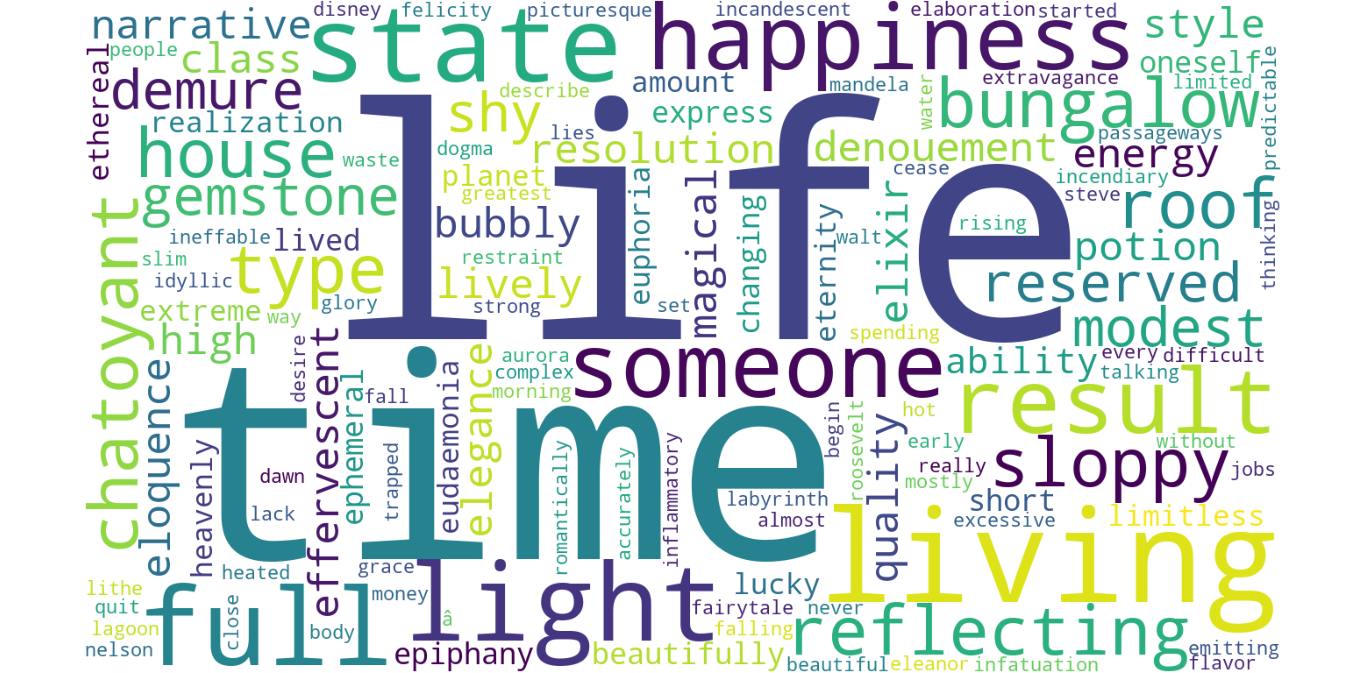 disney felicity picturesque incandescent elaboration started
narrative state happiness style
people class oneself
ethereal demure amount mandela extravagance limited
describe shy express bungalow water predictable
realization lies passageways
house waste dogma resolution denouement energy
planet cease incendiary
gemstone greatest life steve roof
bubbly euphoria magical changing eternity walt elixir rising thinking
ineffable lived potion
slim type restraint
idyllic lively reserved
chatoyant extreme way glory strong set modest
high spending
desire someone ability every difficult
eloquence effervescent ephemeral aurora talking
complex
fall elegance morning result
time begin roosevelt hot
heavenly trapped eudaemonia romantically accurately inflammatory early without
dawn really sloppy jobs
mostly
labyrinth quality short
lack almost excessive limitless
living
heated grace light
lithe full lucky
quit close money fairytale never
lagoon body â falling reflecting
nelson epiphany beautifully emitting
beautiful eleanor infatuation flavor